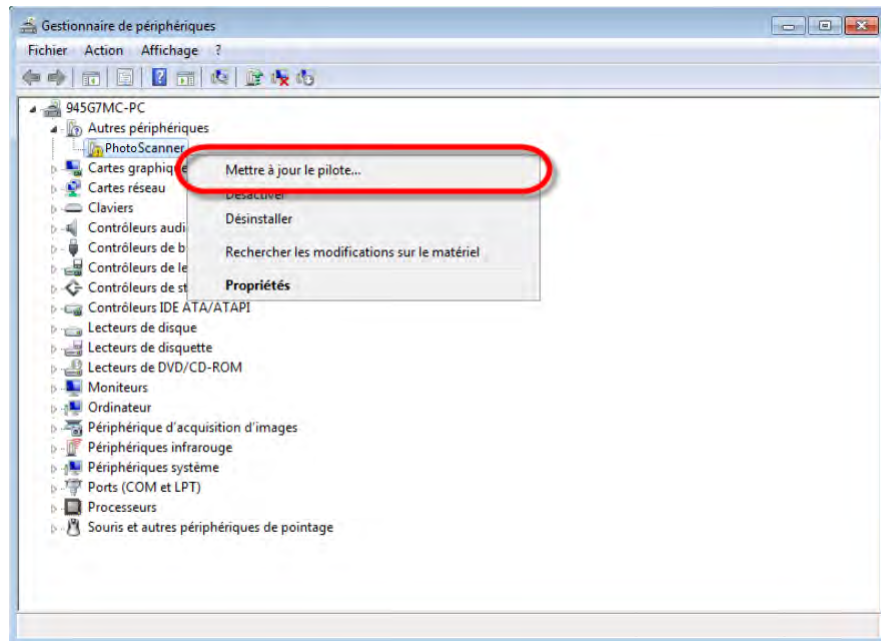 Gestionnaire de périphériques
Fichier Action Affichage ?
945G7MC-PC
Autres périphériques
PhotoScanner
Mettre à jour le pilote...
Désactiver
Désinstaller
Rechercher les modifications sur le matériel
Propriétés
Cartes graphique
Cartes réseau
Claviers
Contrôleurs audi
Contrôleurs de b
Contrôleurs de le
Contrôleurs de st
Contrôleurs IDE ATA/ATAPI
Lecteurs de disque
Lecteurs de disquette
Lecteurs de DVD/CD-ROM
Moniteurs
Ordinateur
Périphérique d'acquisition d'images
Périphériques infrarouge
Périphériques système
Ports (COM et LPT)
Processeurs
Souris et autres périphériques de pointage